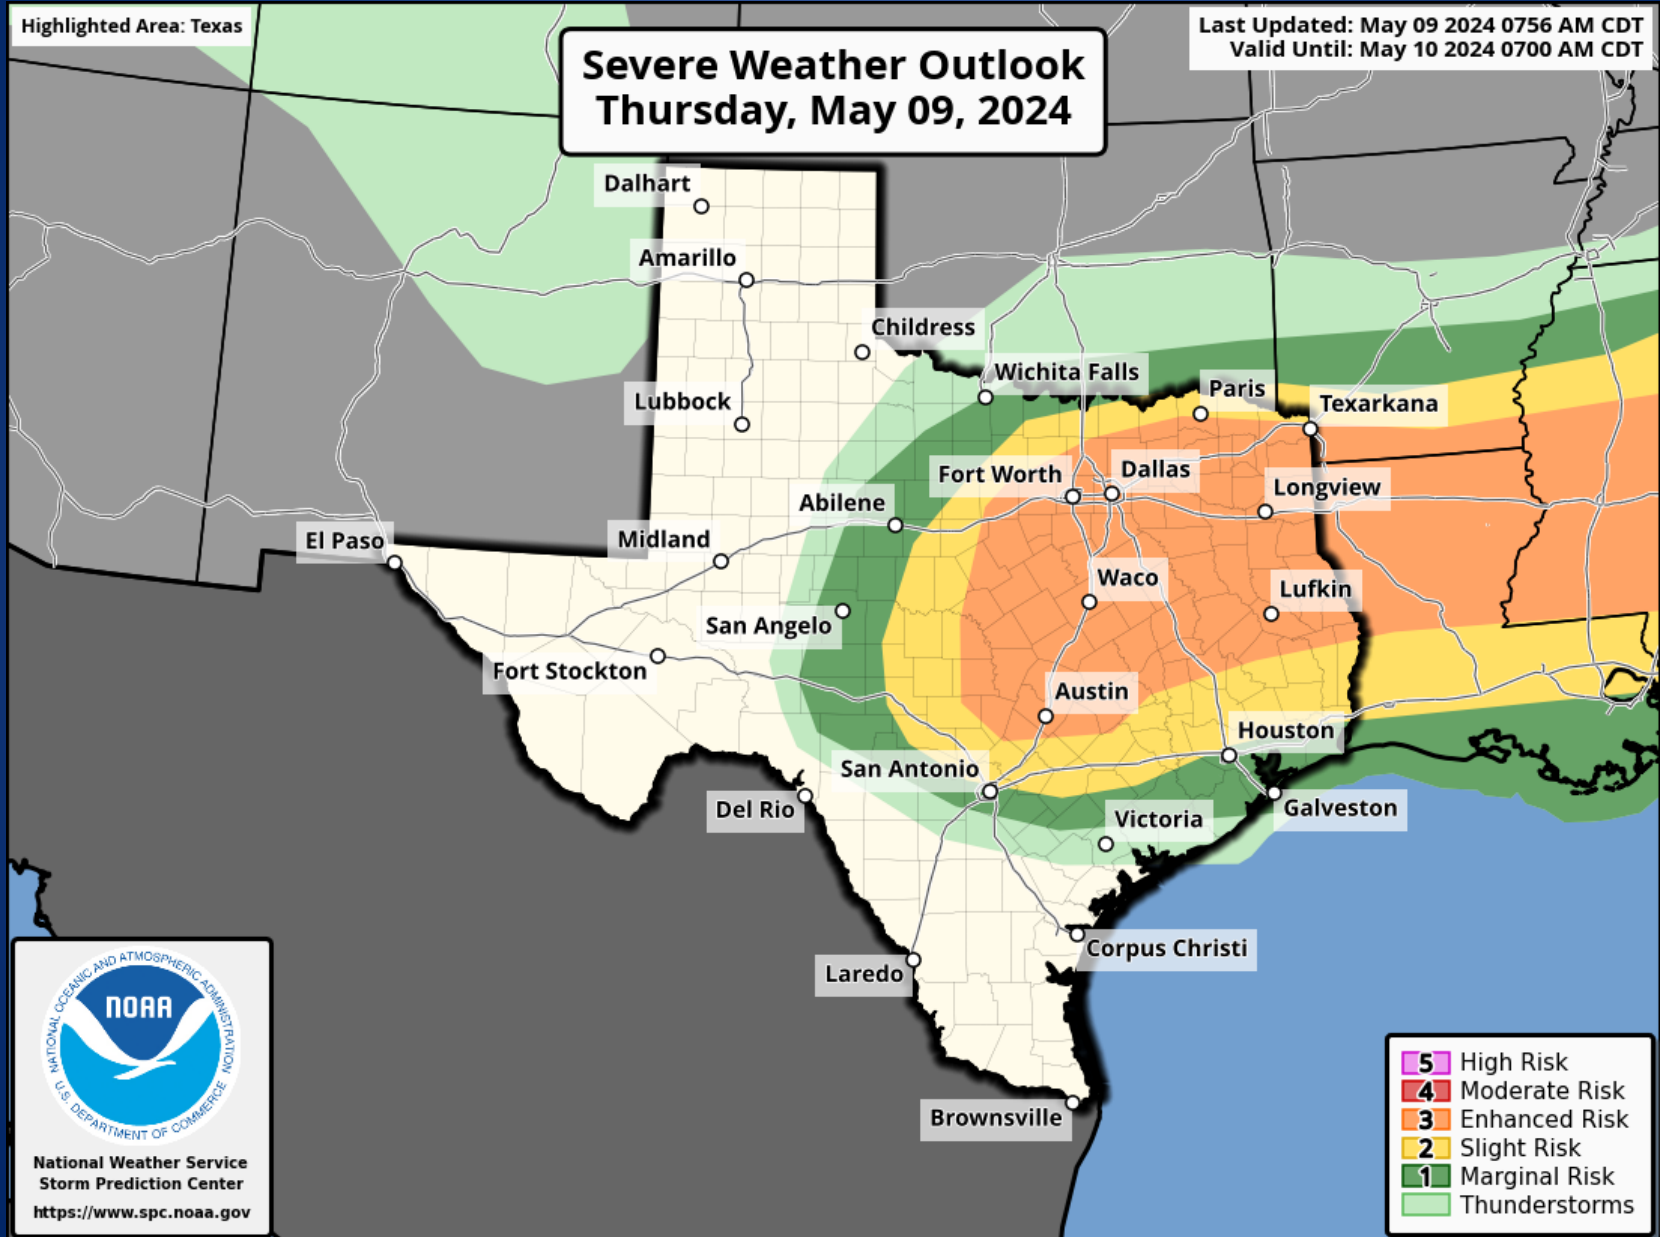 Highlighted Area: Texas
Severe Weather Outlook
Thursday, May 09, 2024
Last Updated: May 09 2024 0756 AM CDT
Valid Until: May 10 2024 0700 AM CDT
Dalhart
Amarillo
Childress
Wichita Falls
Paris
Texarkana
Lubbock
Fort Worth
Dallas
Longview
Abilene
El Paso
Midland
Waco
Lufkin
San Angelo
Fort Stockton
Austin
Houston
San Antonio
Del Rio
Galveston
Victoria
Corpus Christi
Laredo
Brownsville
NATIONAL OCEANIC AND ATMOSPHERIC ADMINISTRATION
NOAA
U.S. DEPARTMENT OF COMMERCE
National Weather Service
Storm Prediction Center
https://www.spc.noaa.gov
5 High Risk
4 Moderate Risk
3 Enhanced Risk
2 Slight Risk
1 Marginal Risk
Thunderstorms